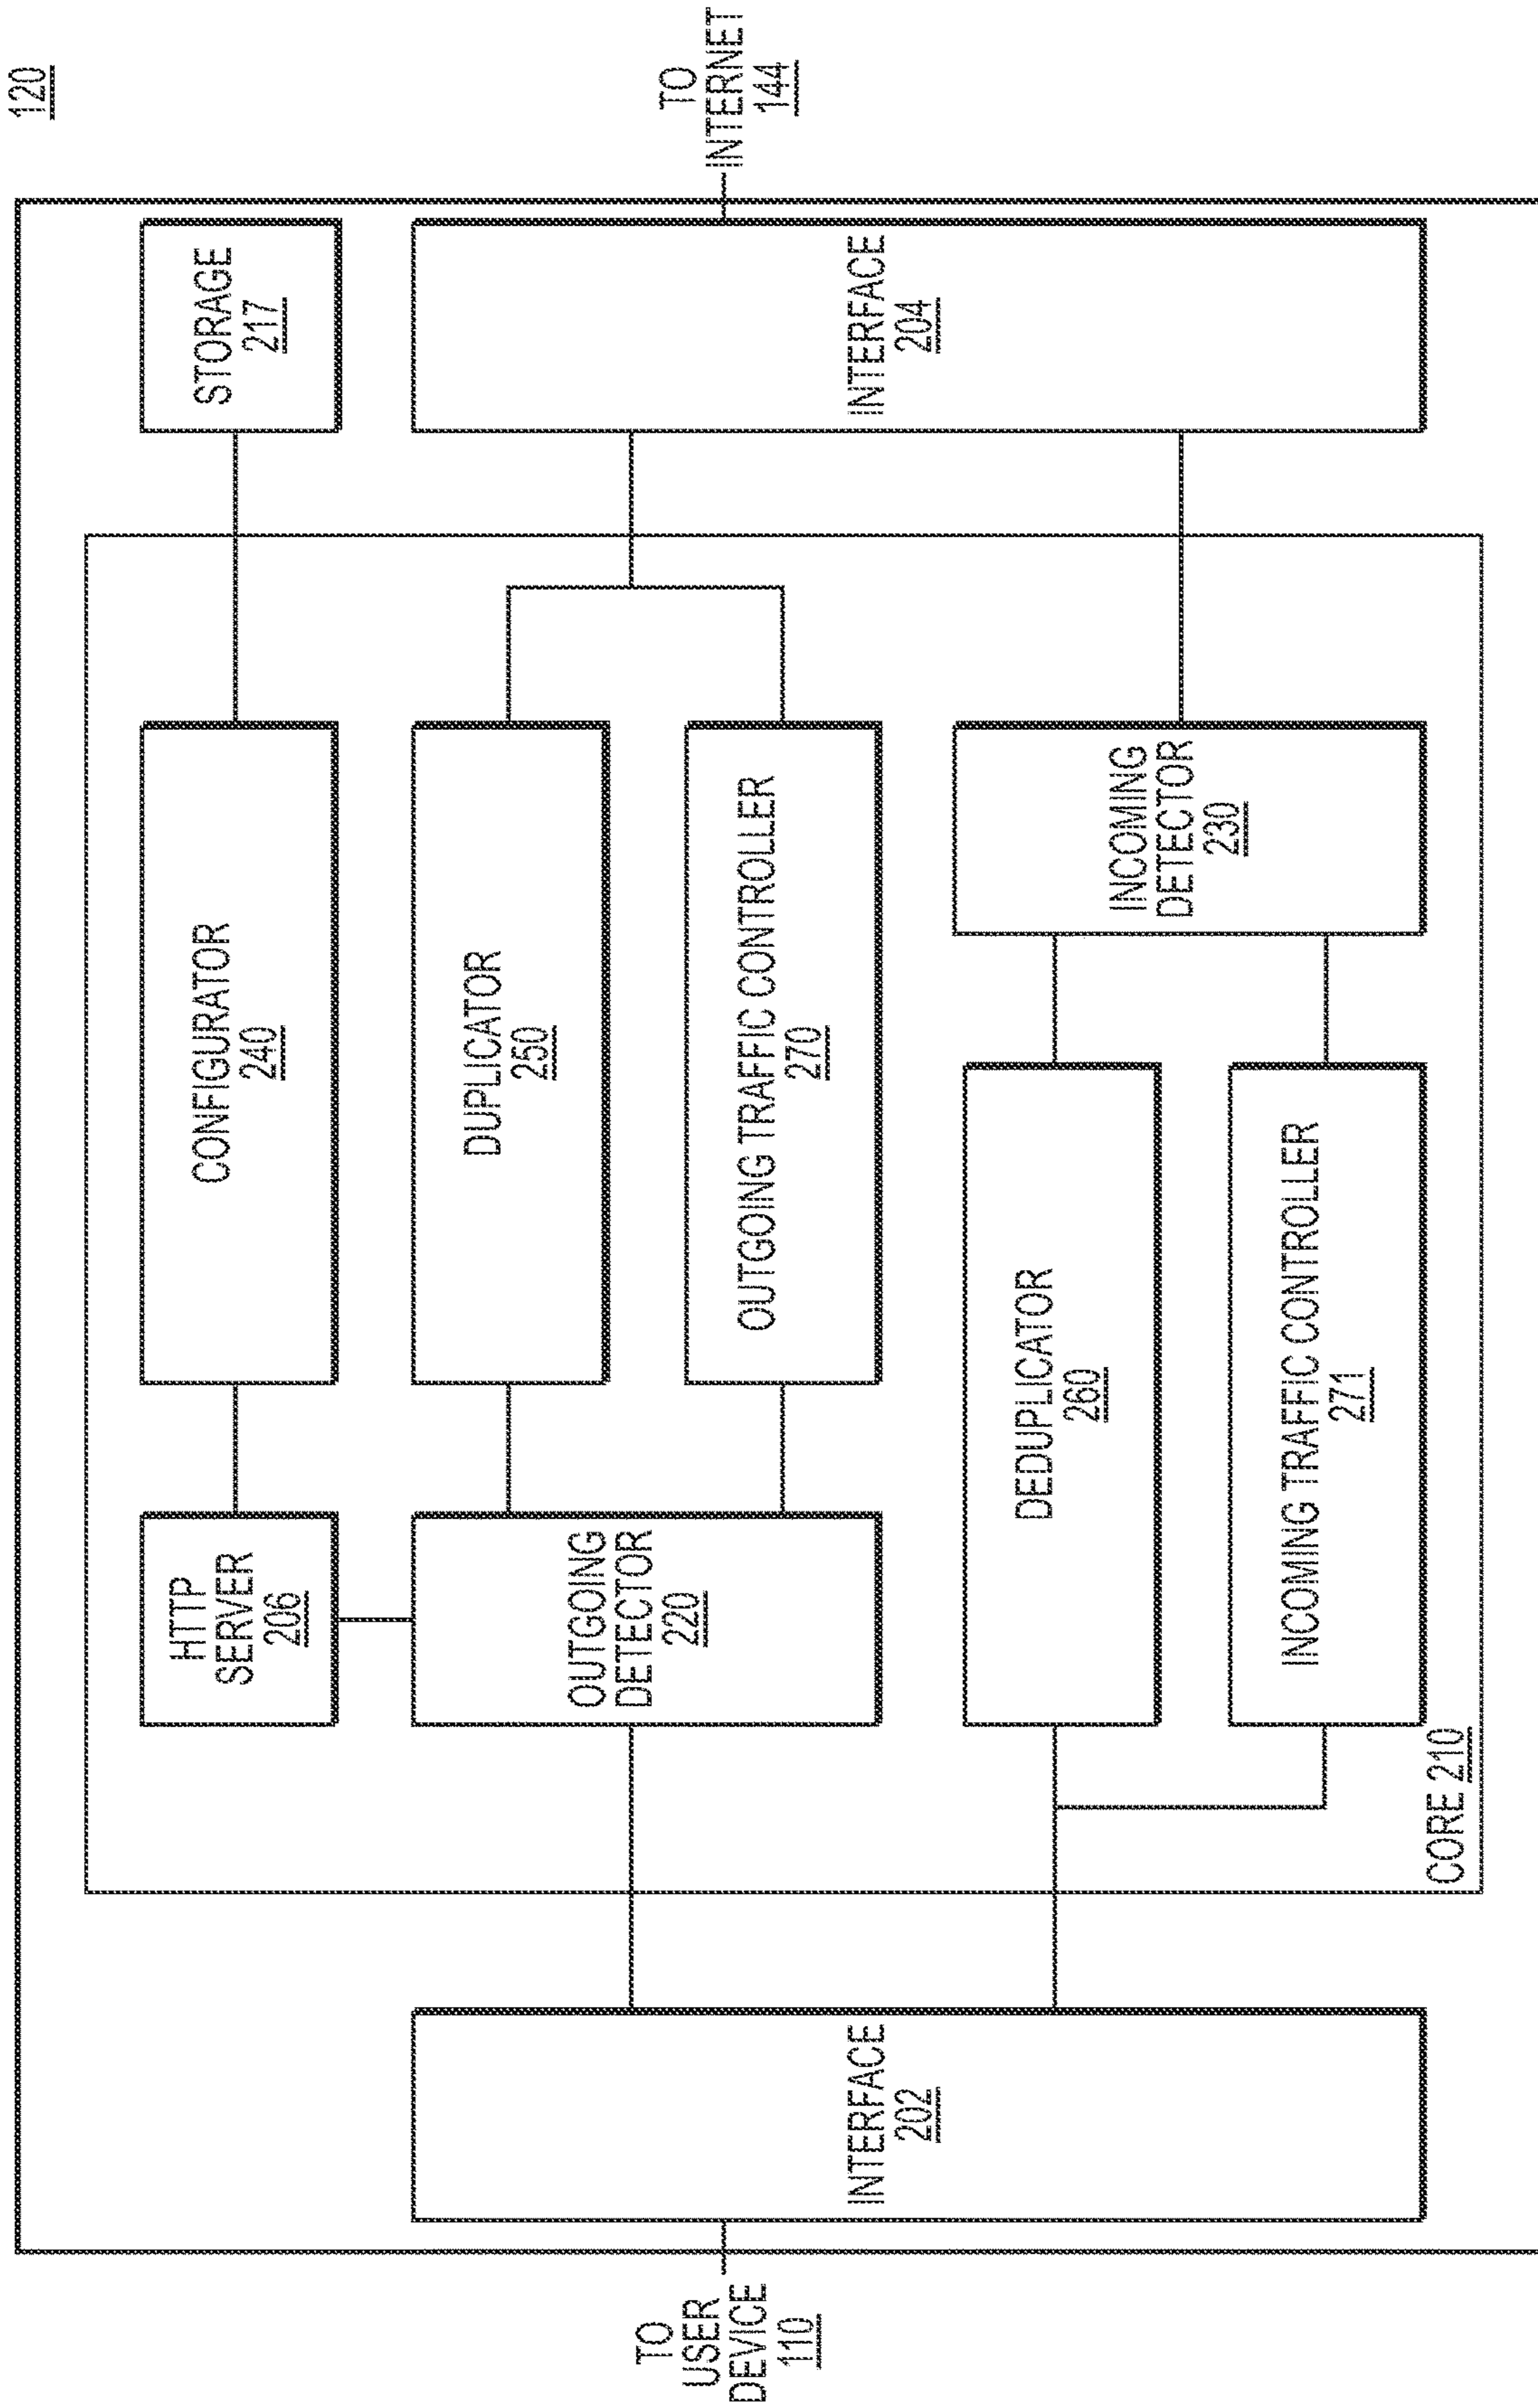 120
HTTP
SERVER
206
CONFIGURATOR
240
STORAGE
217
TO
USER
DEVICE
110
INTERFACE
202
OUTGOING
DETECTOR
220
DUPLICATOR
250
OUTGOING TRAFFIC CONTROLLER
270
INTERFACE
204
TO
INTERNET
144
DEDUPLICATOR
260
INCOMING TRAFFIC CONTROLLER
271
INCOMING
DETECTOR
230
CORE 210